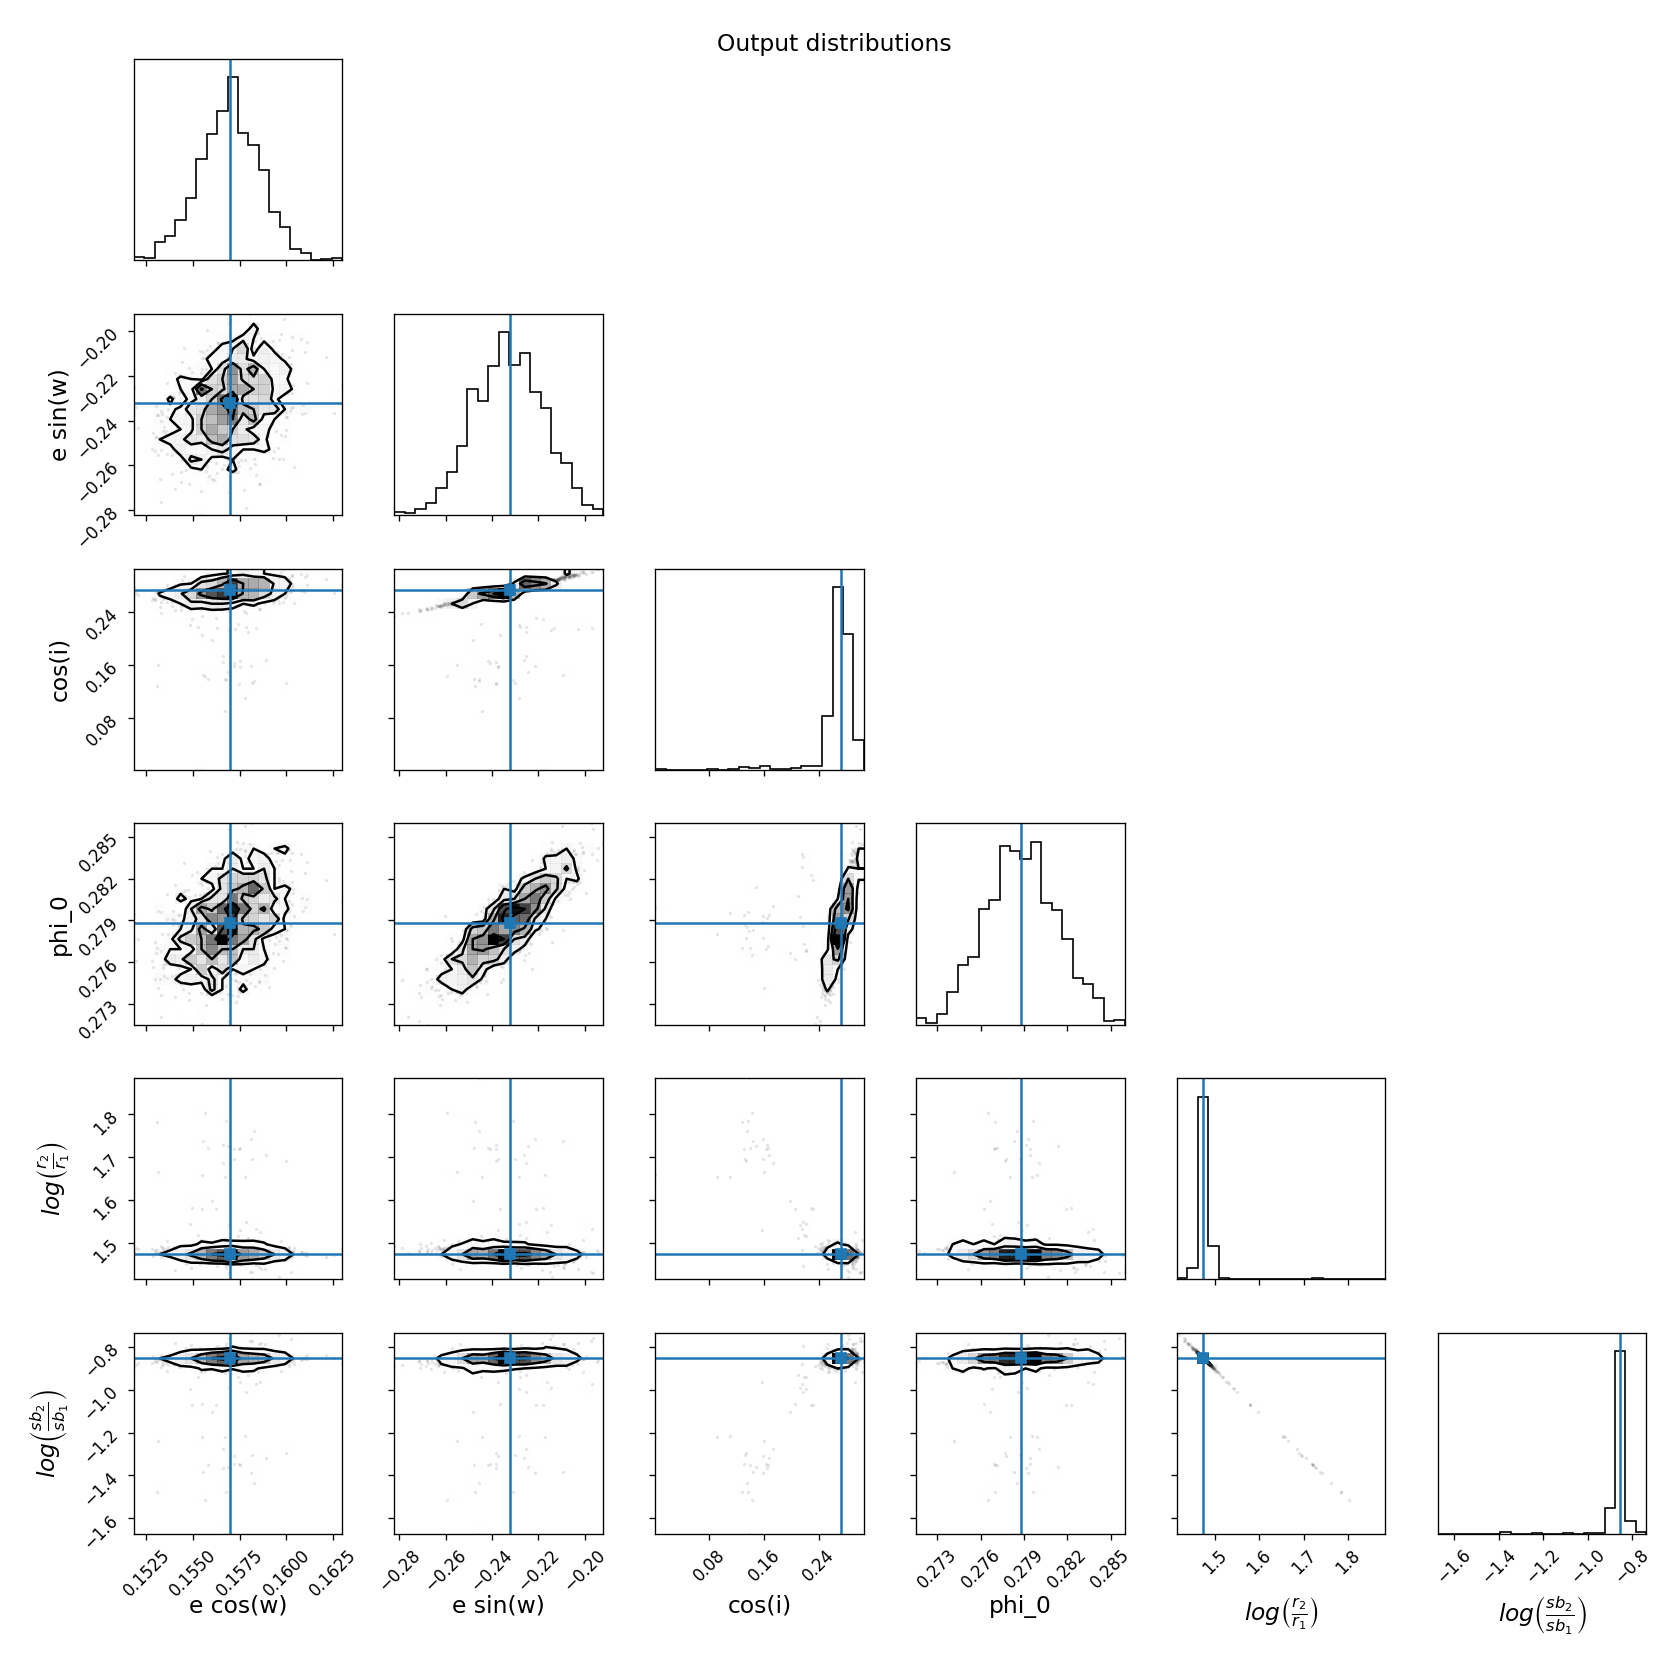 Output distributions
e sin(w)
−0.20
−0.22
−0.24
−0.26
−0.28
cos(i)
0.24
0.16
0.08
phi_0
0.285
0.282
0.279
0.276
0.273
log(r₂/r₁)
1.8
1.7
1.6
1.5
log(sb₂/sb₁)
−0.8
−1.0
−1.2
−1.4
−1.6
0.1525 0.1550 0.1575 0.1600 0.1625
−0.28 −0.26 −0.24 −0.22 −0.20
0.08 0.16 0.24
0.273 0.276 0.279 0.282 0.285
1.5 1.6 1.7 1.8
−1.6 −1.4 −1.2 −1.0 −0.8
e cos(w) e sin(w) cos(i) phi_0 log(r₂/r₁) log(sb₂/sb₁)